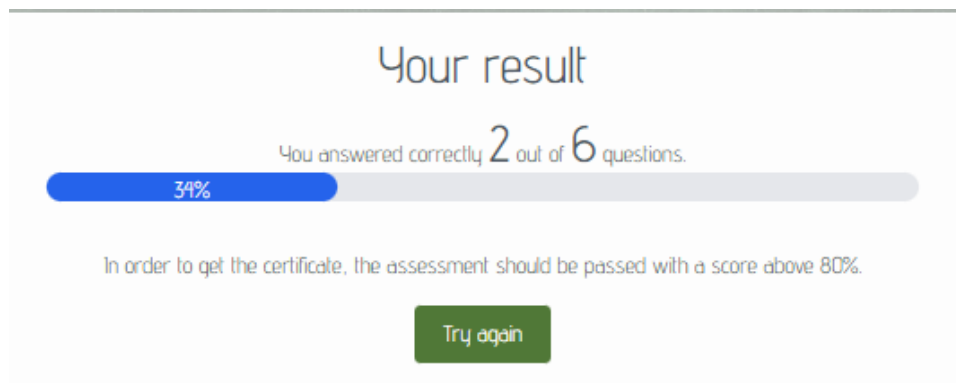 Your result
You answered correctly 2 out of 6 questions.
34%
In order to get the certificate, the assessment should be passed with a score above 80%.
Try again